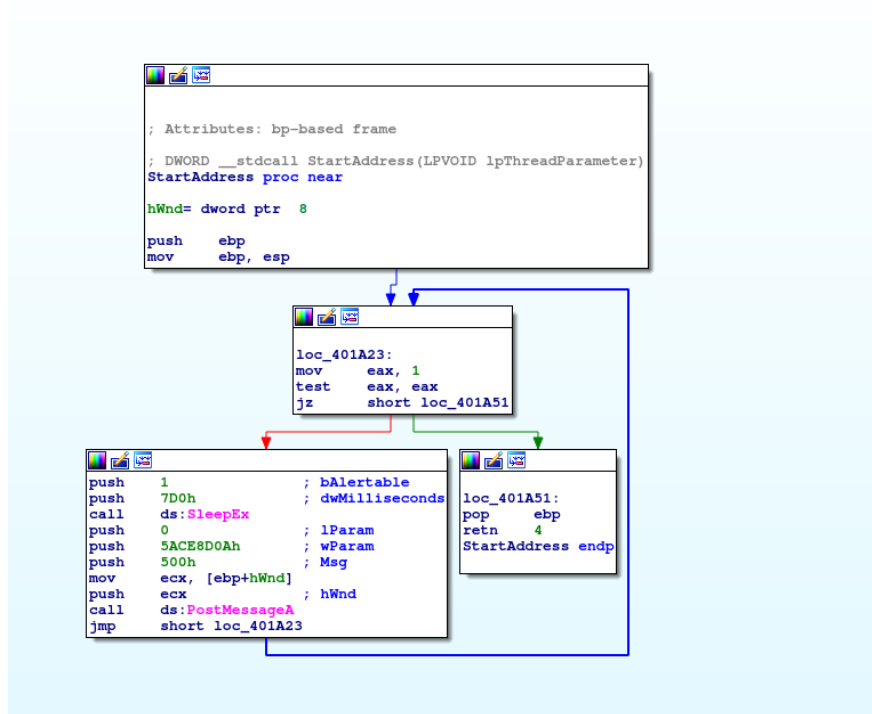 ; Attributes: bp-based frame
; DWORD __stdcall StartAddress(LPVOID lpThreadParameter)
StartAddress proc near
hWnd= dword ptr  8
push    ebp
mov     ebp, esp
loc_401A23:
mov     eax, 1
test    eax, eax
jz      short loc_401A51
push    1               ; bAlertable
push    7D0h            ; dwMilliseconds
call    ds:SleepEx
push    0               ; lParam
push    5ACE8D0Ah       ; wParam
push    500h            ; Msg
mov     ecx, [ebp+hWnd]
push    ecx             ; hWnd
call    ds:PostMessageA
jmp     short loc_401A23
loc_401A51:
pop     ebp
retn    4
StartAddress endp